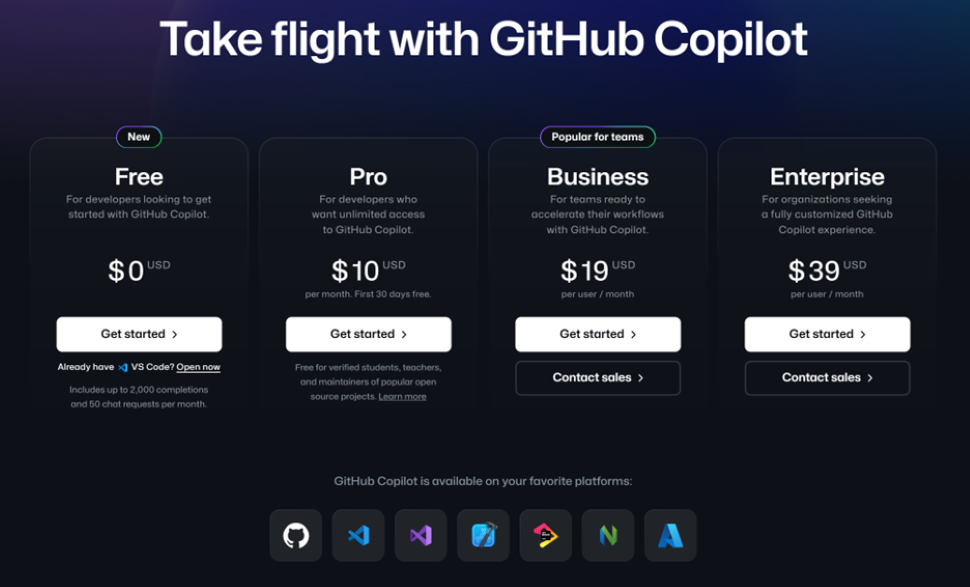 Take flight with GitHub Copilot
New
Free
For developers looking to get
started with GitHub Copilot.
$0 USD
Get started
Already have VS Code? Open now
Includes up to 2,000 completions
and 50 chat requests per month.
Pro
For developers who
want unlimited access
to GitHub Copilot.
$10 USD
per month. First 30 days free.
Get started
Free for verified students, teachers,
and maintainers of popular open
source projects. Learn more
Popular for teams
Business
For teams ready to
accelerate their workflows
with GitHub Copilot.
$19 USD
per user / month
Get started
Contact sales
Enterprise
For organizations seeking
a fully customized GitHub
Copilot experience.
$39 USD
per user / month
Get started
Contact sales
GitHub Copilot is available on your favorite platforms: